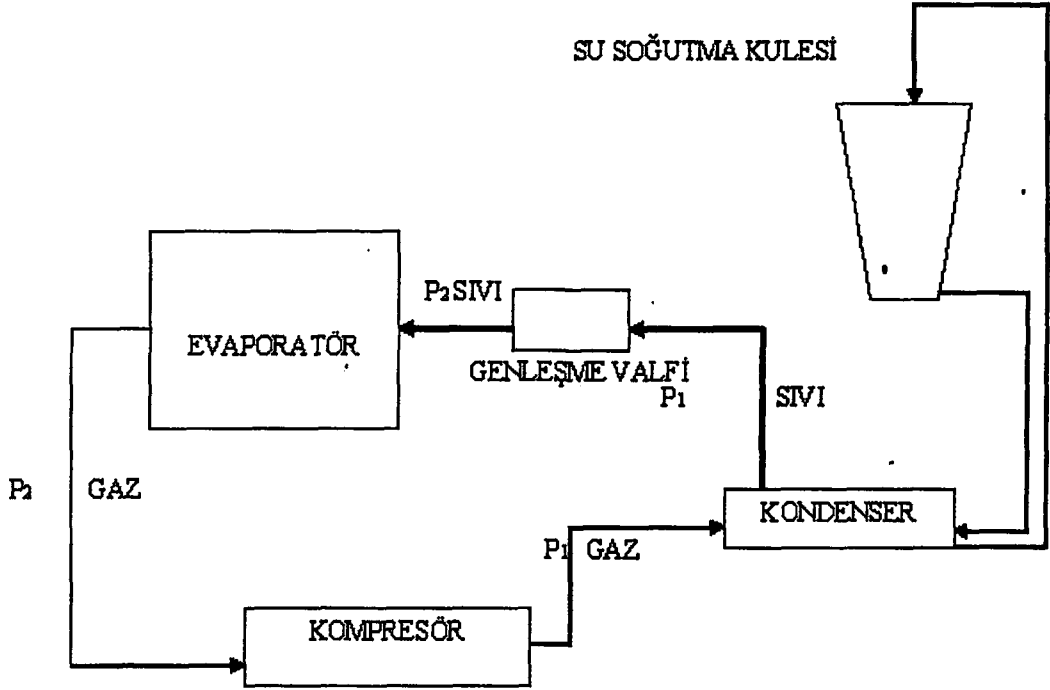 SU SOĞUTMA KULESİ
P2 SIVI
EVAPORATÖR
GENLEŞME VALFİ
P1 SIVI
P2 GAZ
KONDENSER
P1 GAZ
KOMPRESÖR